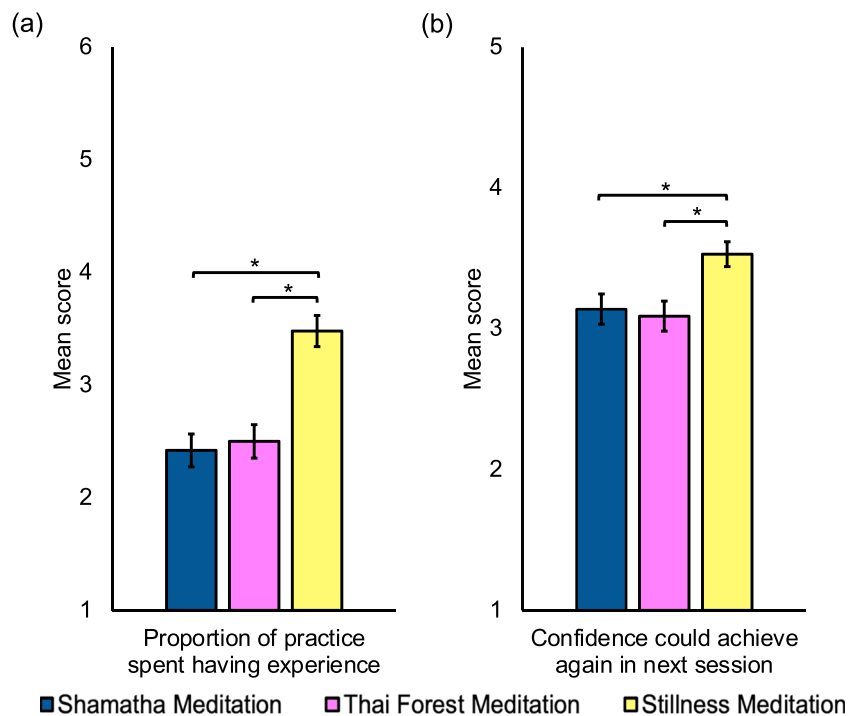 (a)
6
5
4
3
2
1
Mean score
*
*
Proportion of practice
spent having experience
(b)
5
4
3
2
1
Mean score
*
*
Confidence could achieve
again in next session
Shamatha Meditation
Thai Forest Meditation
Stillness Meditation